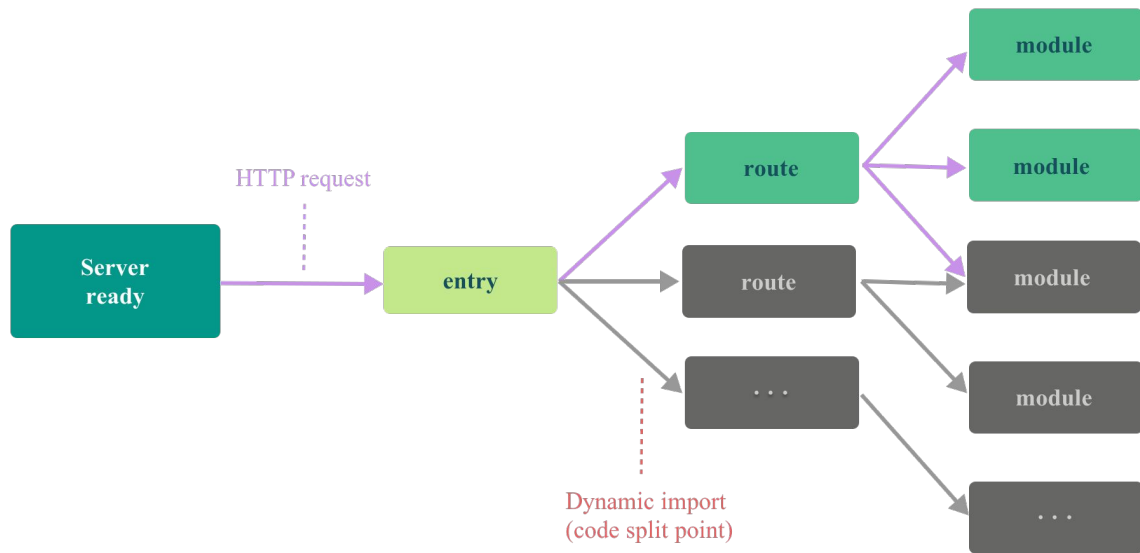 module
HTTP request
route
module
Server
ready
entry
route
module
. . .
module
Dynamic import
(code split point)
. . .